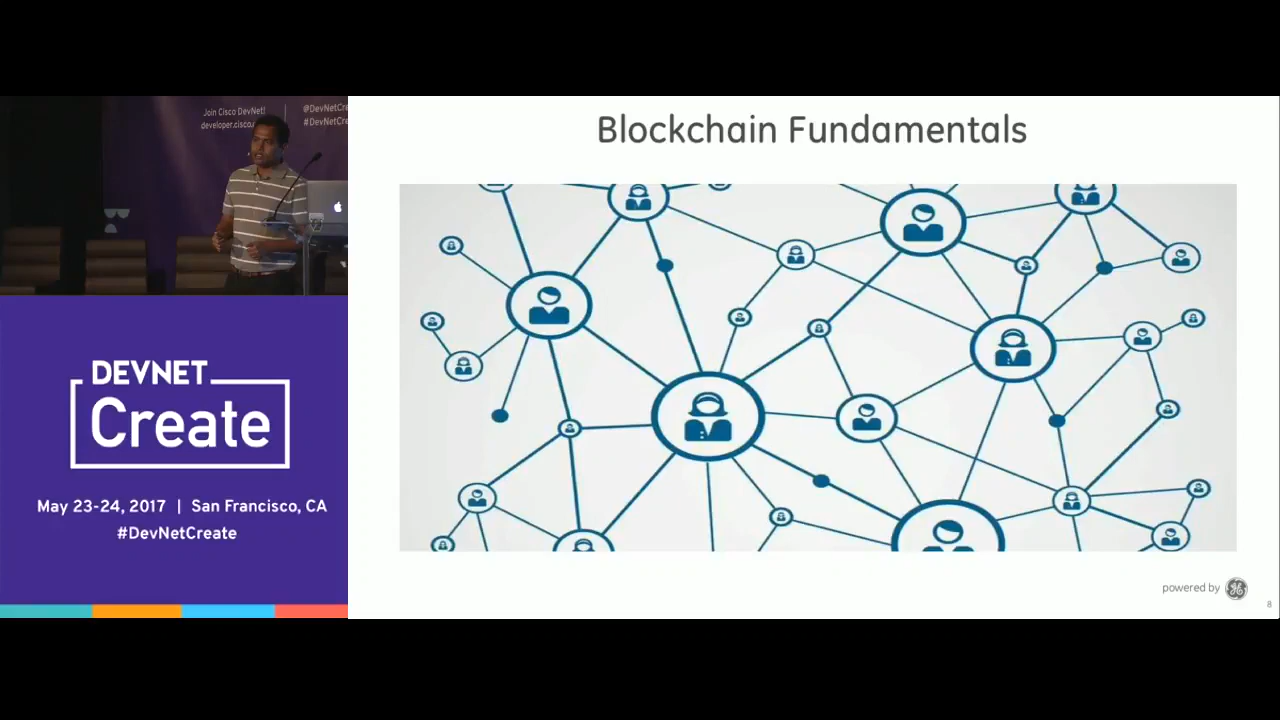 Join Cisco DevNet!
developer.cisco.
@DevNetCre
#DevNetCre
Blockchain Fundamentals
DEVNET
Create
May 23-24, 2017 | San Francisco, CA
#DevNetCreate
powered by
8